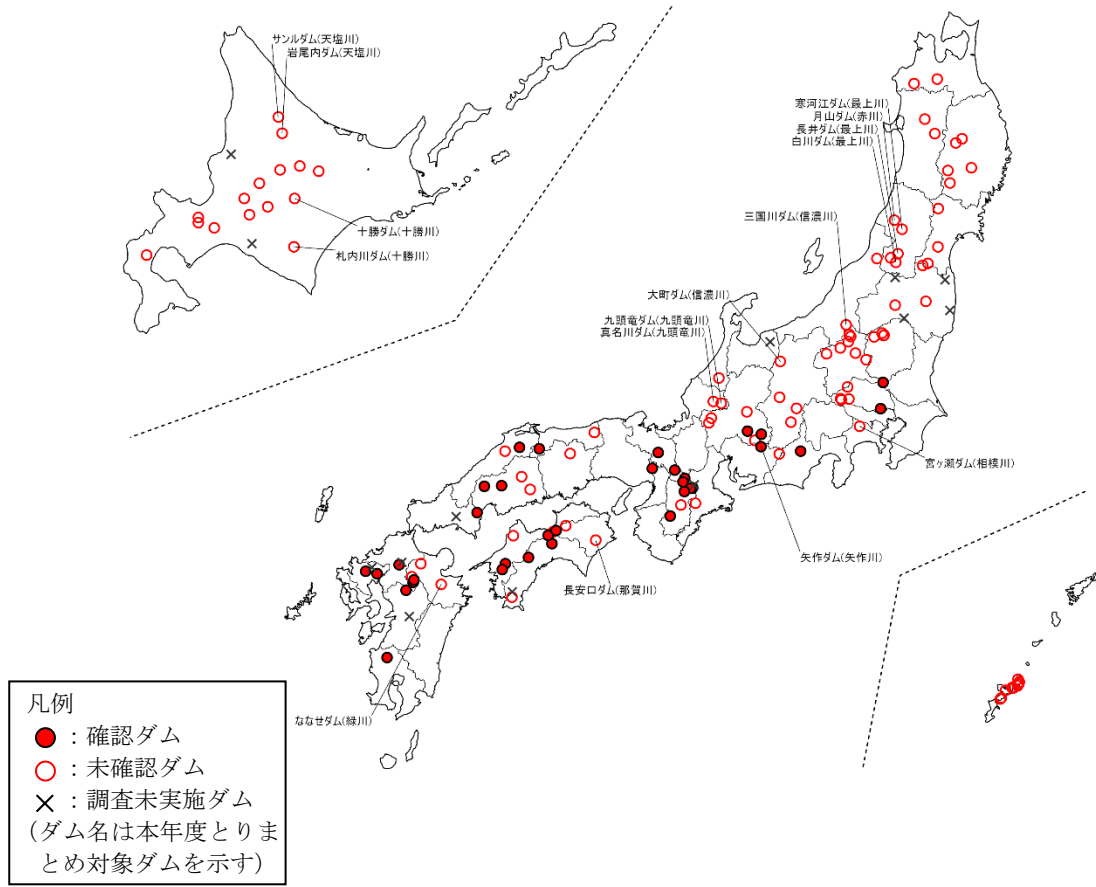 サンルダム(天塩川)
岩尾内ダム(天塩川)
十勝ダム(十勝川)
札内川ダム(十勝川)
寒河江ダム(最上川)
月山ダム(赤川)
長井ダム(最上川)
白川ダム(最上川)
三国川ダム(信濃川)
大町ダム(信濃川)
九頭竜ダム(九頭竜川)
真名川ダム(九頭竜川)
宮ヶ瀬ダム(相模川)
矢作ダム(矢作川)
長安口ダム(那賀川)
ななせダム(緑川)
凡例
：確認ダム
：未確認ダム
：調査未実施ダム
(ダム名は本年度とりま
とめ対象ダムを示す)